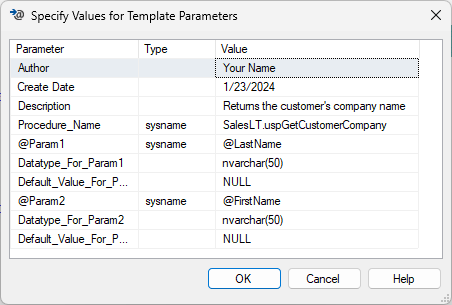 Specify Values for Template Parameters
Parameter Type Value
Author Your Name
Create Date 1/23/2024
Description Returns the customer's company name
Procedure_Name sysname SalesLT.uspGetCustomerCompany
@Param1 sysname @LastName
Datatype_For_Param1 nvarchar(50)
Default_Value_For_P... NULL
@Param2 sysname @FirstName
Datatype_For_Param2 nvarchar(50)
Default_Value_For_P... NULL
OK Cancel Help